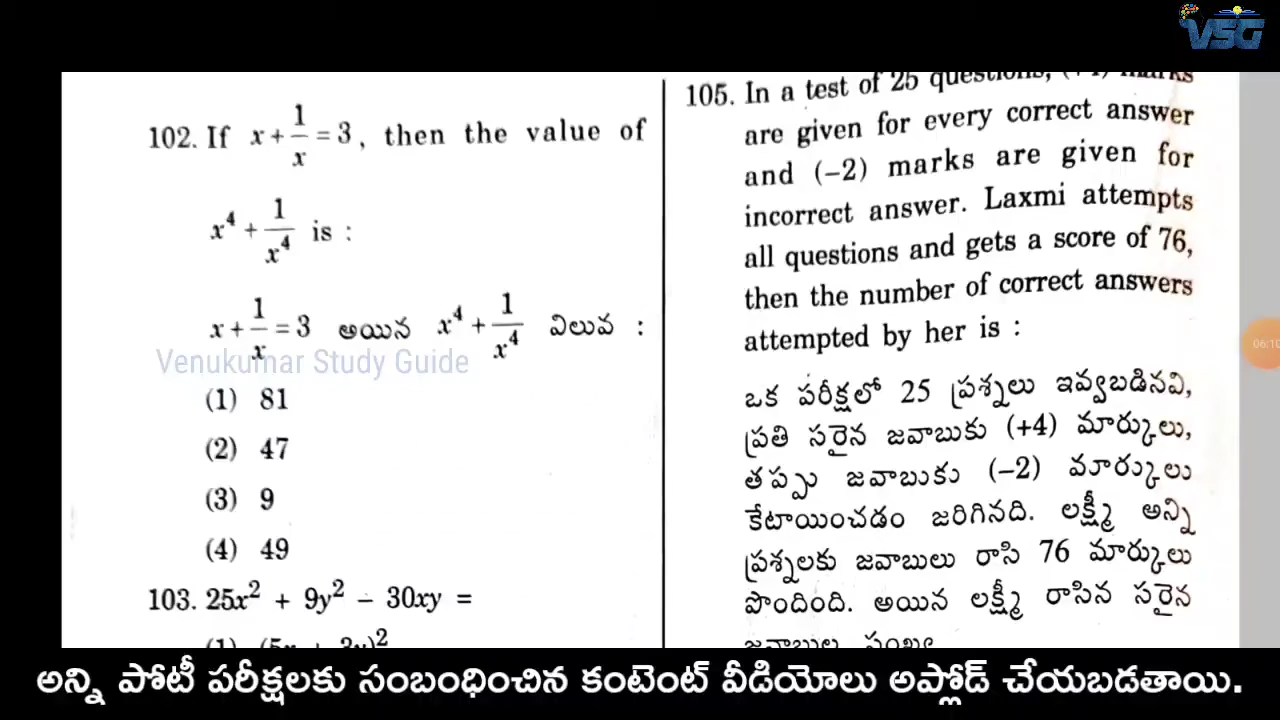 VSG
102. If x + 1/x = 3, then the value of
x⁴ + 1/x⁴ is :
x + 1/x = 3 అయిన x⁴ + 1/x⁴ విలువ :
Venukumar Study Guide
(1) 81
(2) 47
(3) 9
(4) 49
103. 25x² + 9y² − 30xy =
105. In a test of 25 questions, (+4) marks
are given for every correct answer
and (−2) marks are given for
incorrect answer. Laxmi attempts
all questions and gets a score of 76,
then the number of correct answers
attempted by her is :
ఒక పరీక్షలో 25 ప్రశ్నలు ఇవ్వబడినవి,
ప్రతి సరైన జవాబుకు (+4) మార్కులు,
తప్పు జవాబుకు (−2) మార్కులు
కేటాయించడం జరిగినది. లక్ష్మీ అన్ని
ప్రశ్నలకు జవాబులు రాసి 76 మార్కులు
పొందింది. అయిన లక్ష్మీ రాసిన సరైన
06:10
అన్ని పోటీ పరీక్షలకు సంబంధించిన కంటెంట్ వీడియోలు అప్లోడ్ చేయబడతాయి.